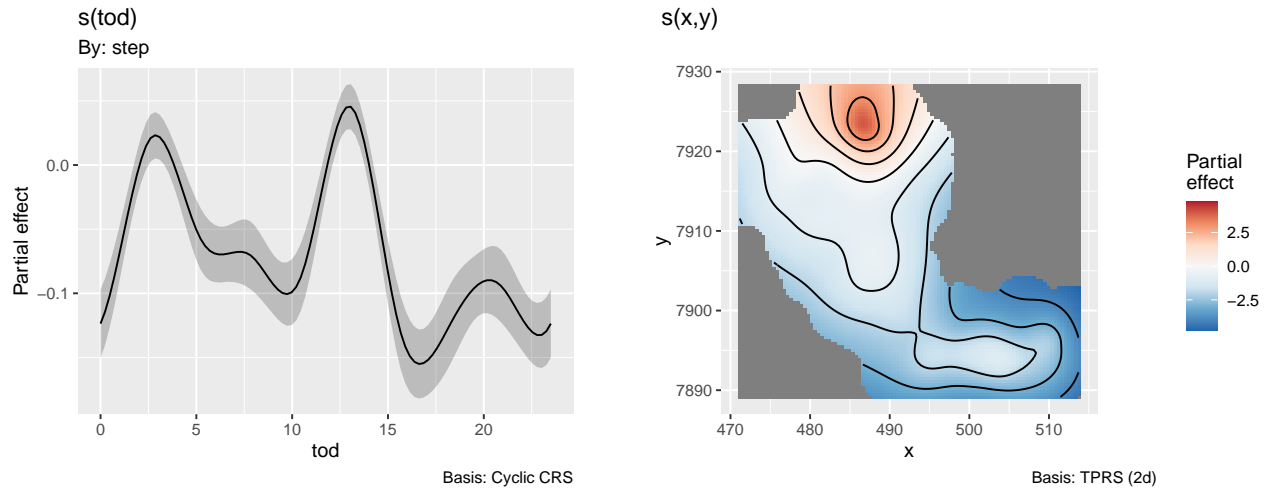 s(tod)
By: step
0.0
−0.1
Partial effect
0
5
10
15
20
tod
Basis: Cyclic CRS
s(x,y)
7930
7920
7910
7900
7890
y
470
480
490
500
510
x
Basis: TPRS (2d)
Partial
effect
2.5
0.0
−2.5